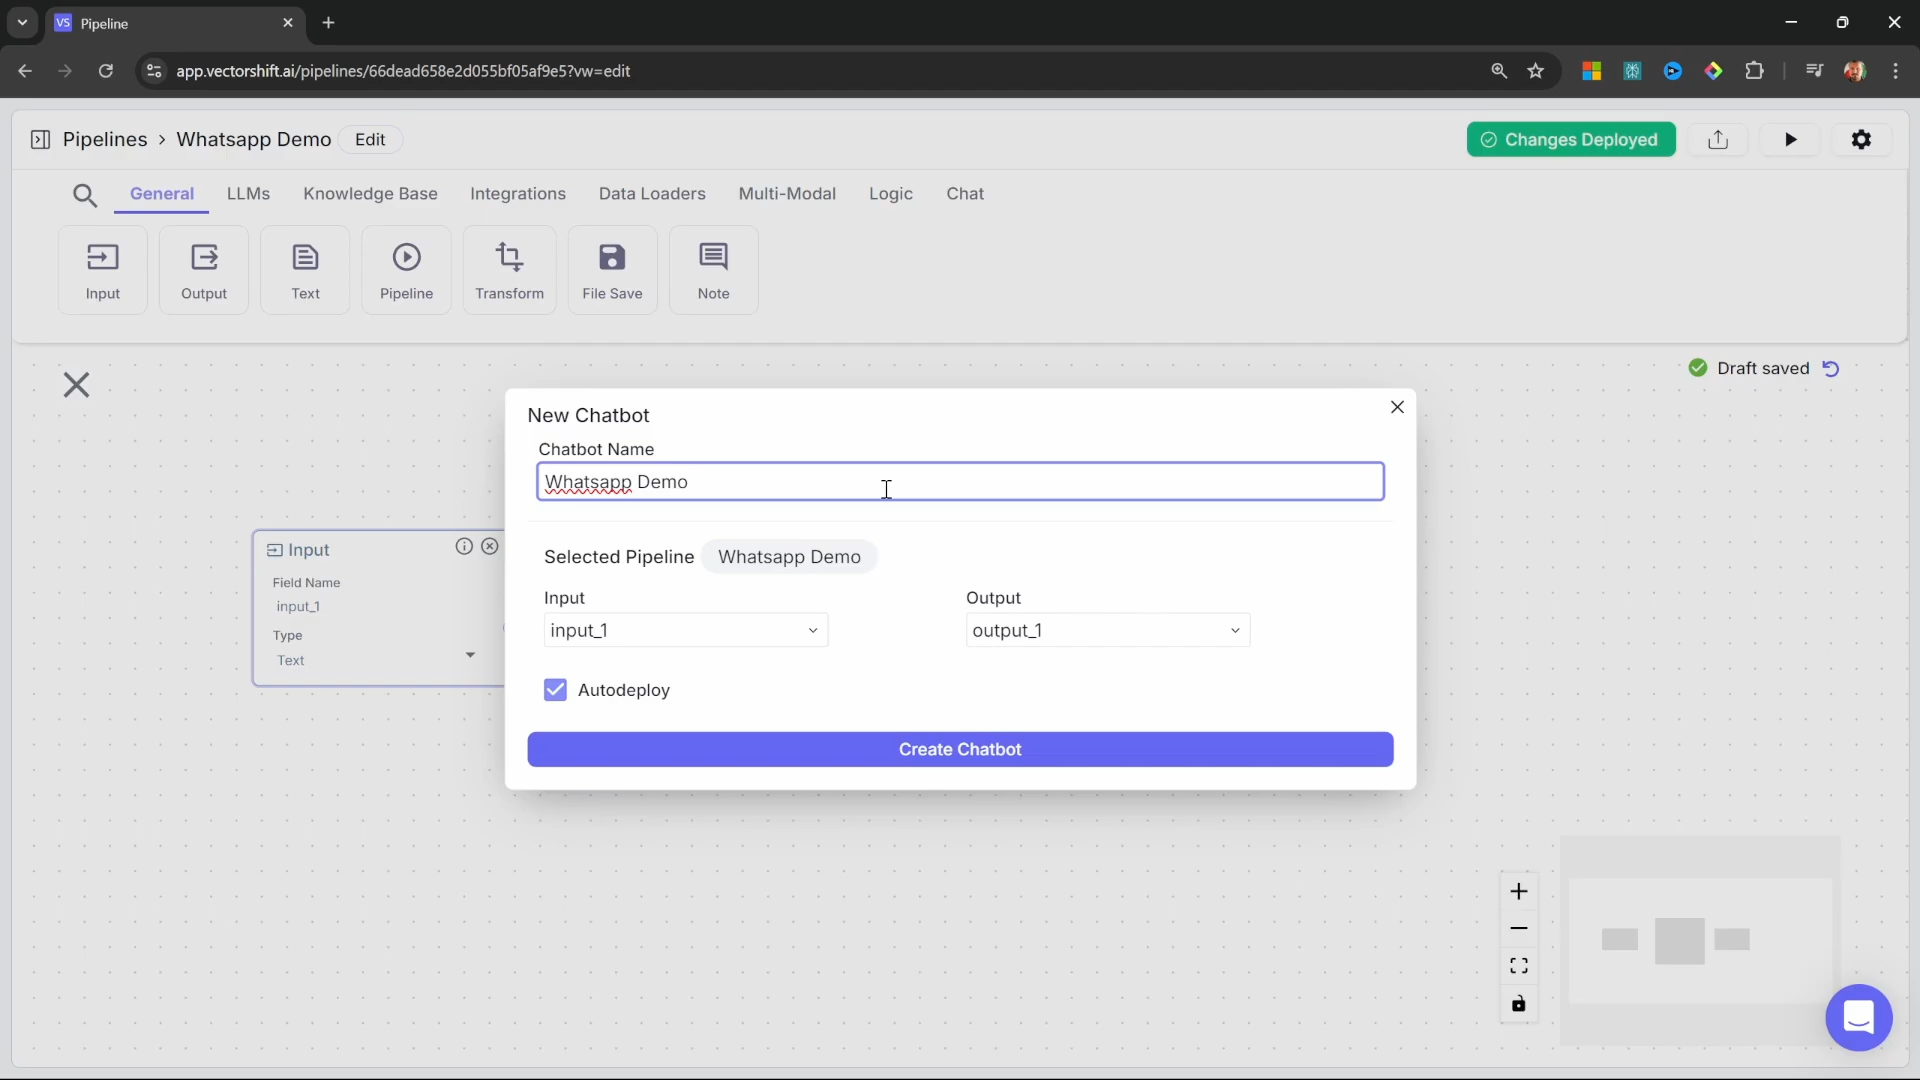 VS Pipeline
app.vectorshift.ai/pipelines/66dead658e2d055bf05af9e5?vw=edit
Pipelines > Whatsapp Demo Edit
Changes Deployed
General LLMs Knowledge Base Integrations Data Loaders Multi-Modal Logic Chat
Input Output Text Pipeline Transform File Save Note
Draft saved
New Chatbot
Chatbot Name
Whatsapp Demo
Input
Field Name
input_1
Type
Text
Selected Pipeline Whatsapp Demo
Input Output
input_1 output_1
Autodeploy
Create Chatbot